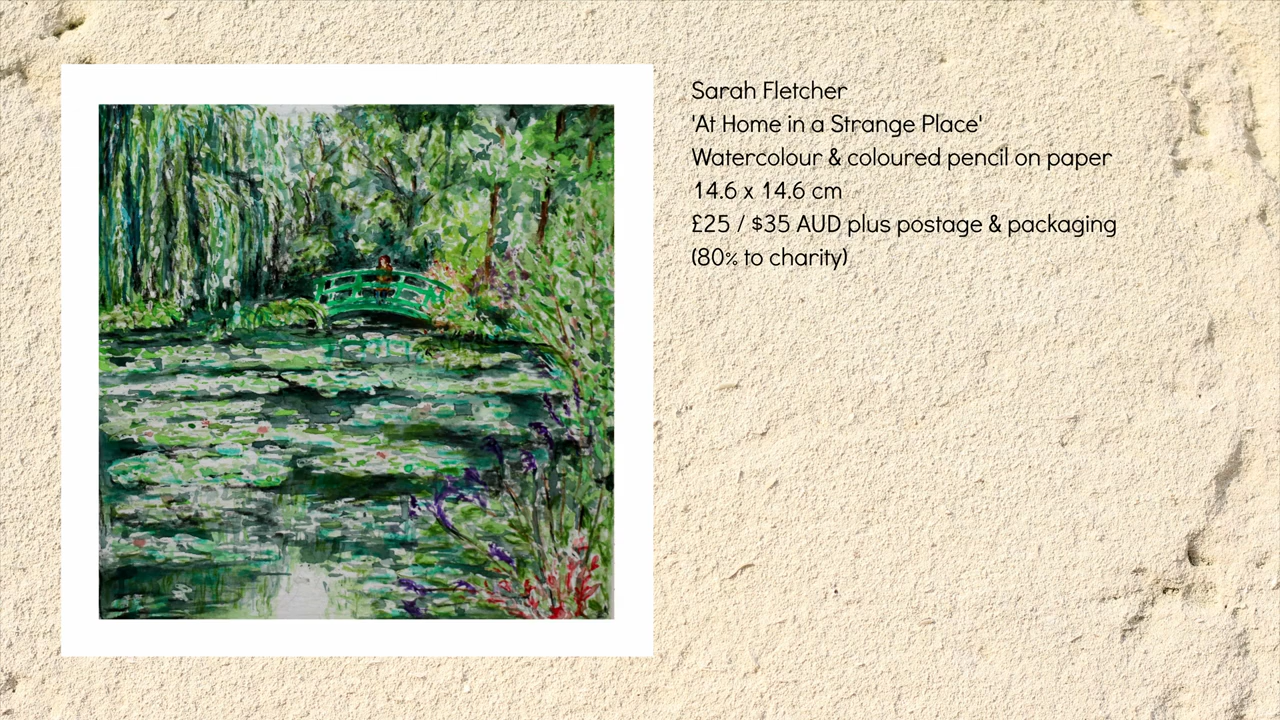 Sarah Fletcher
'At Home in a Strange Place'
Watercolour & coloured pencil on paper
14.6 x 14.6 cm
£25 / $35 AUD plus postage & packaging
(80% to charity)